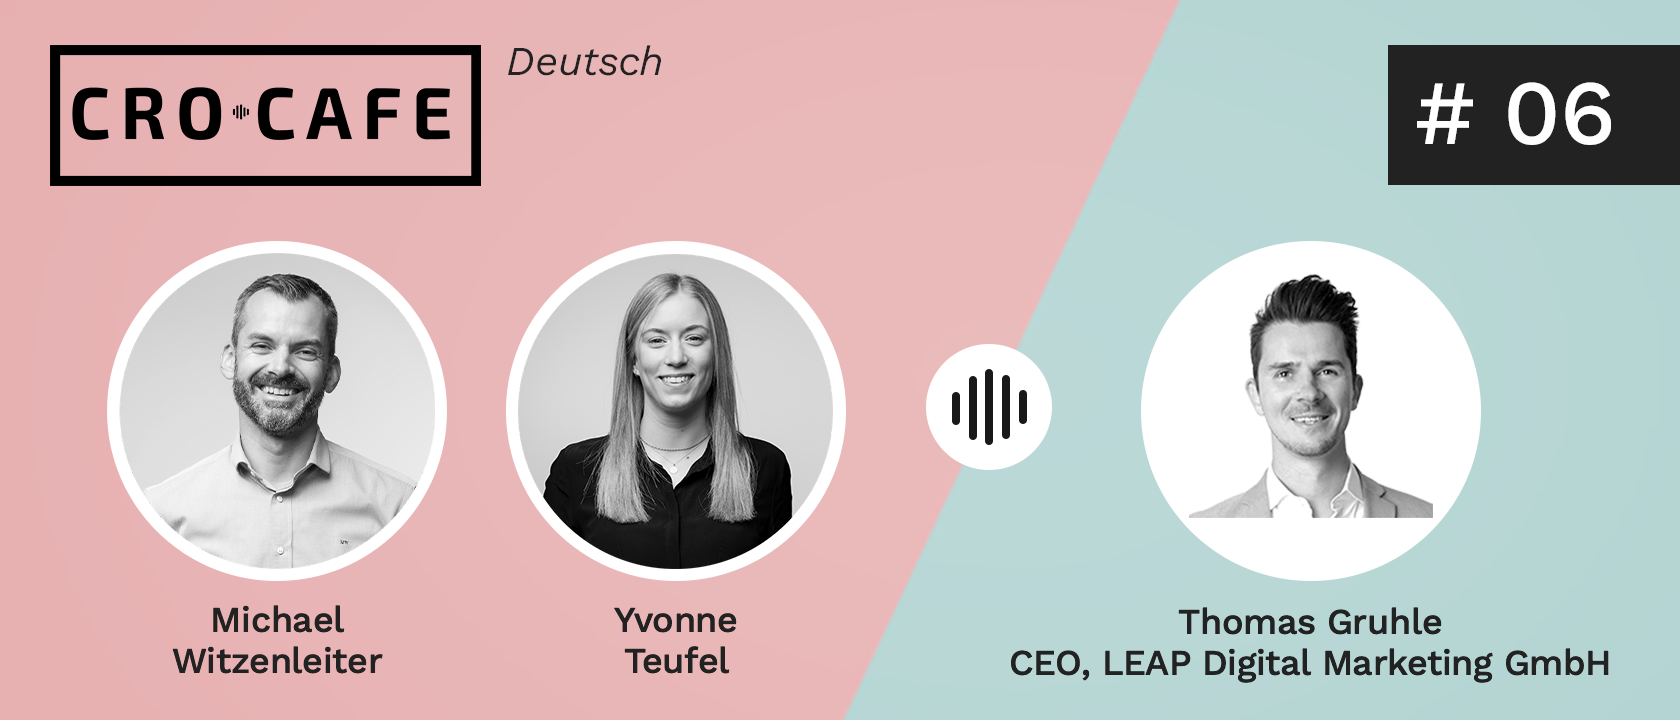 CRO CAFE
Deutsch
# 06
Michael
Witzenleiter
Yvonne
Teufel
Thomas Gruhle
CEO, LEAP Digital Marketing GmbH